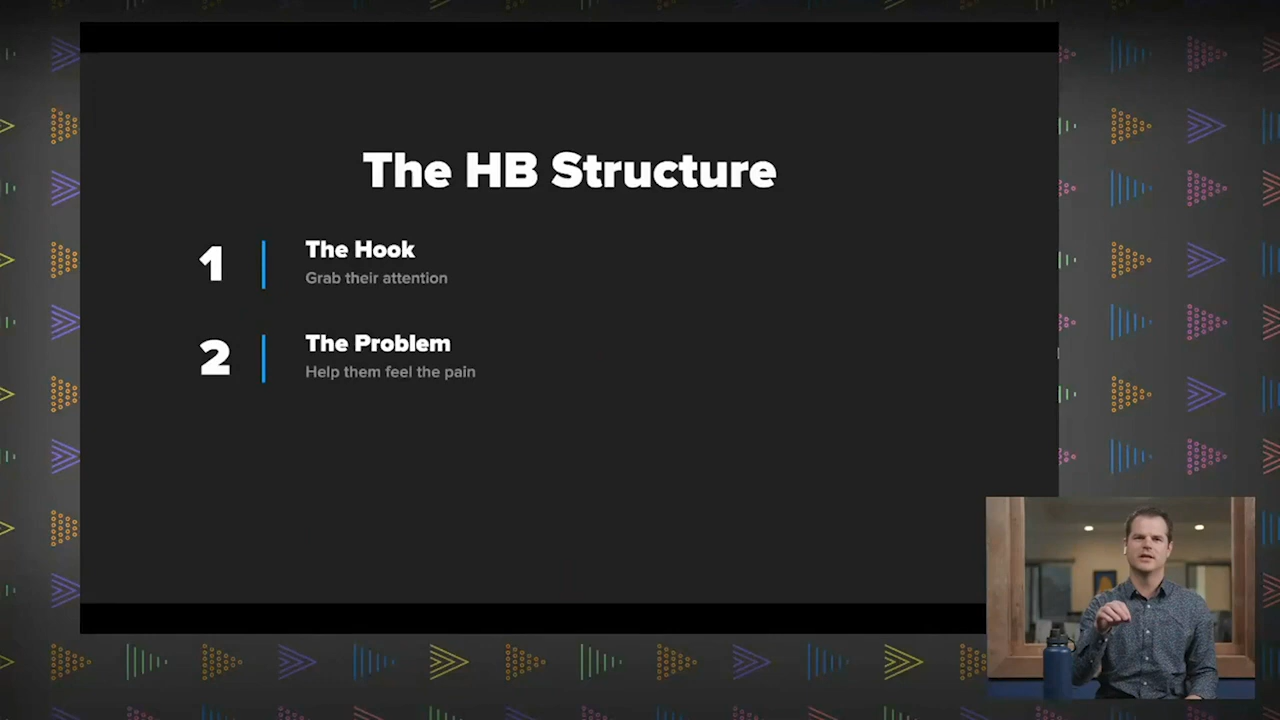 The HB Structure
1
The Hook
Grab their attention
2
The Problem
Help them feel the pain